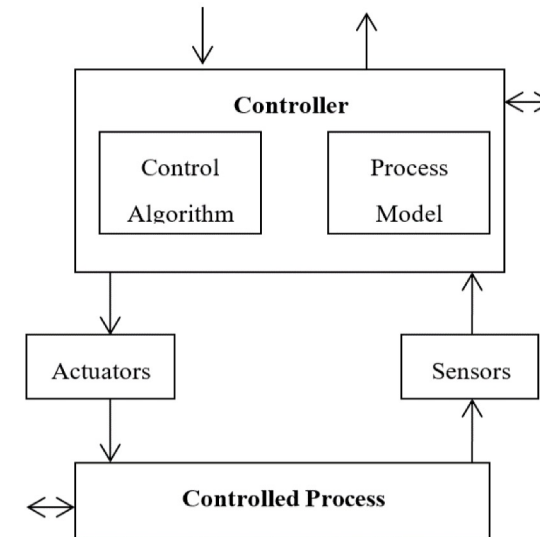 Controller
Control
Algorithm
Process
Model
Actuators
Sensors
Controlled Process